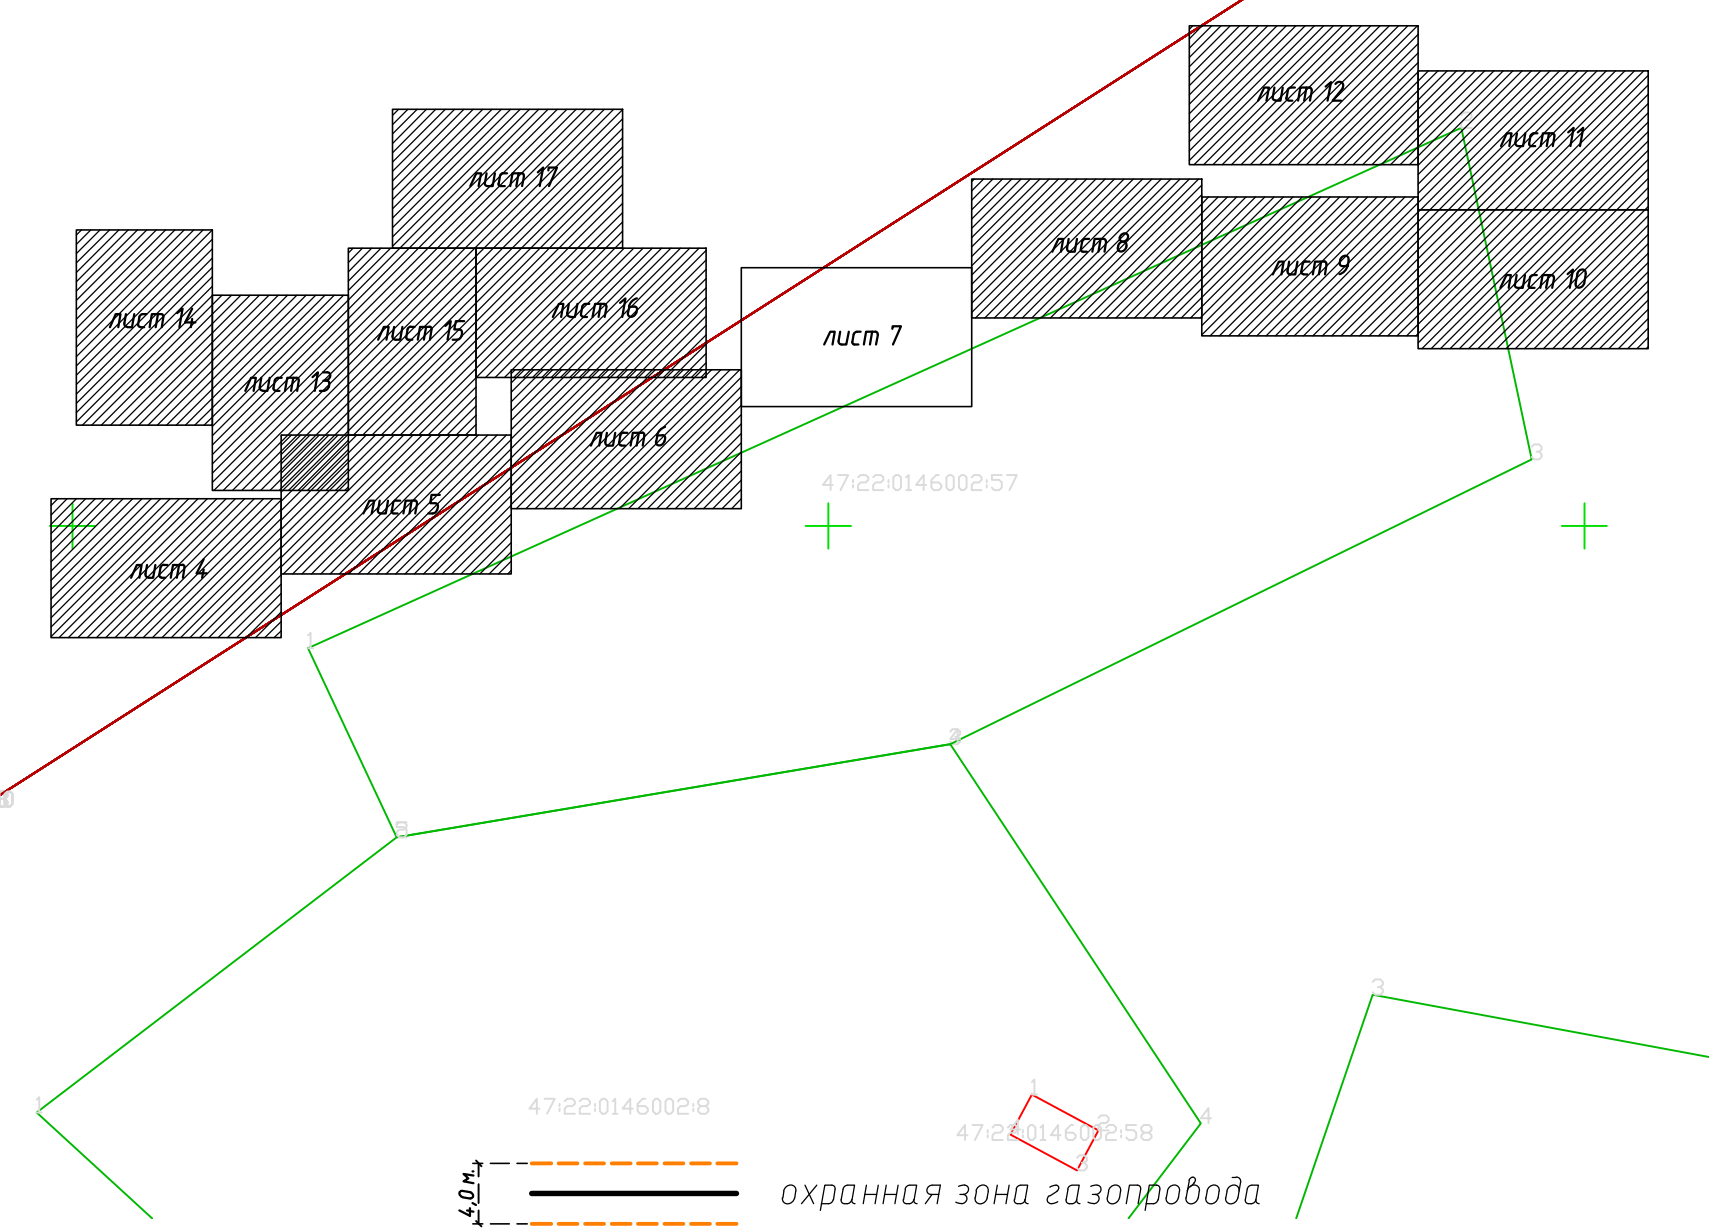 лист 12
лист 11
лист 17
лист 8
лист 9
лист 10
лист 14
лист 16
лист 15
лист 7
лист 13
лист 6
3
47:22:0146002:57
лист 5
лист 4
1
3
1
47:22:0146002:8
1
2
4
47:22:0146002:58
3
4,0 м.
охранная зона газопровода